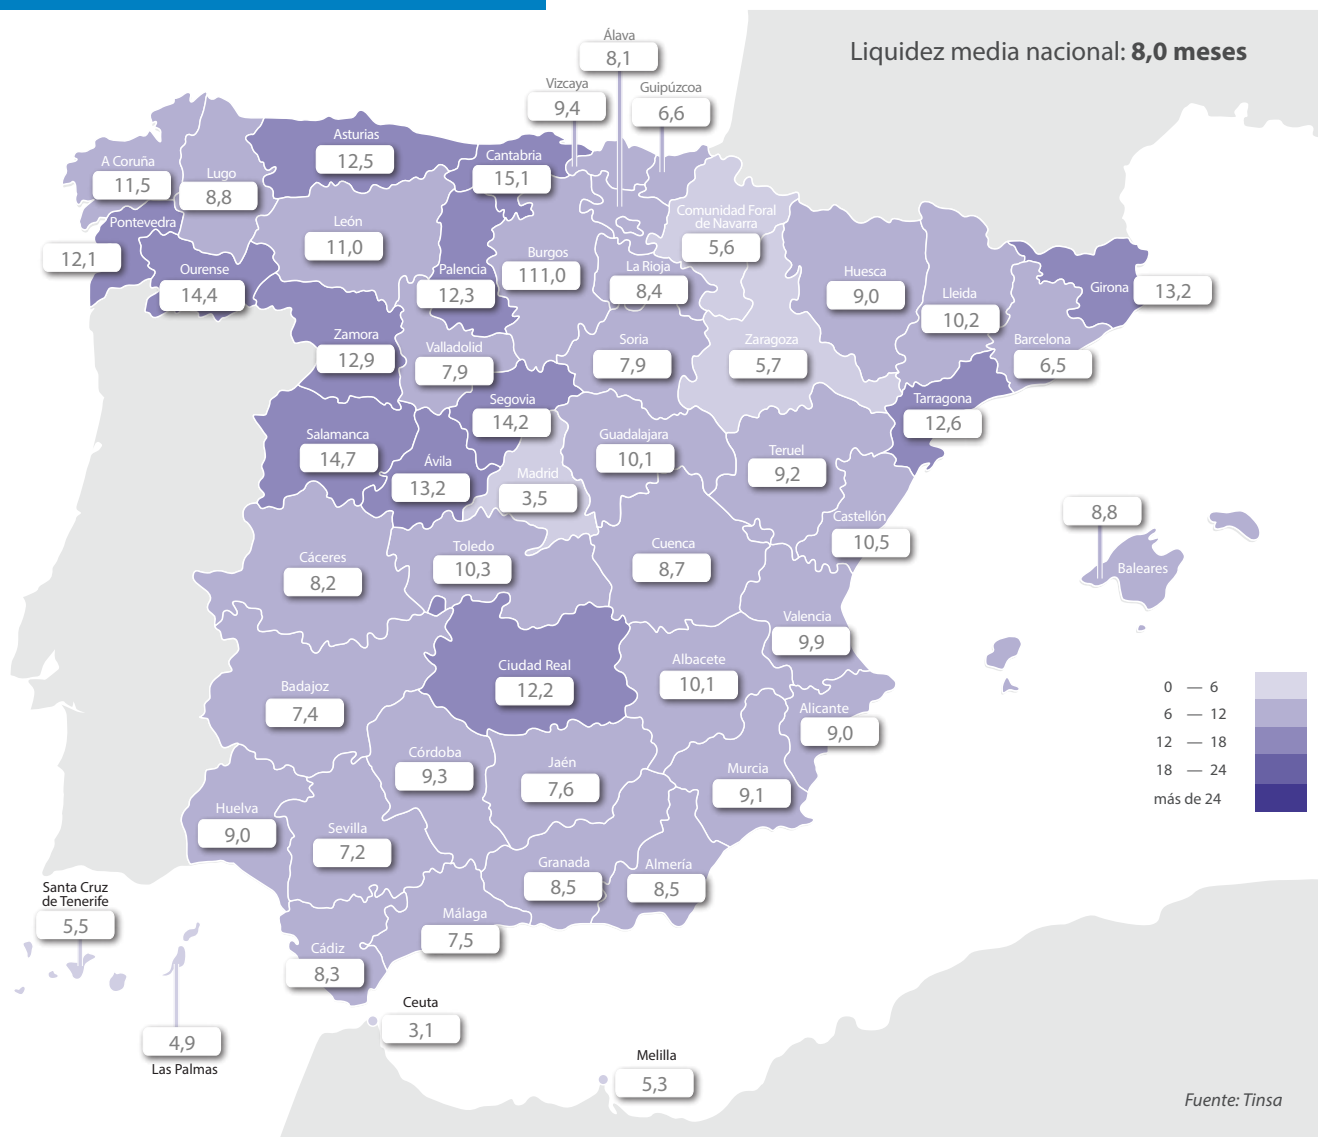 Liquidez media nacional: 8,0 meses
Álava
8,1
Vizcaya
9,4
Guipúzcoa
6,6
Asturias
12,5
Cantabria
15,1
A Coruña
11,5
Lugo
8,8
Pontevedra
12,1
Ourense
14,4
León
11,0
Palencia
12,3
Burgos
111,0
La Rioja
8,4
Comunidad Foral
de Navarra
5,6
Huesca
9,0
Lleida
10,2
Girona
13,2
Barcelona
6,5
Zamora
12,9
Valladolid
7,9
Soria
7,9
Zaragoza
5,7
Tarragona
12,6
Segovia
14,2
Salamanca
14,7
Ávila
13,2
Madrid
3,5
Guadalajara
10,1
Teruel
9,2
Castellón
10,5
8,8
Baleares
Cáceres
8,2
Toledo
10,3
Cuenca
8,7
Valencia
9,9
Badajoz
7,4
Ciudad Real
12,2
Albacete
10,1
Alicante
9,0
0 — 6
6 — 12
12 — 18
18 — 24
más de 24
Córdoba
9,3
Jaén
7,6
Murcia
9,1
Huelva
9,0
Sevilla
7,2
Granada
8,5
Almería
8,5
Santa Cruz
de Tenerife
5,5
Málaga
7,5
Cádiz
8,3
4,9
Las Palmas
Ceuta
3,1
Melilla
5,3
Fuente: Tinsa